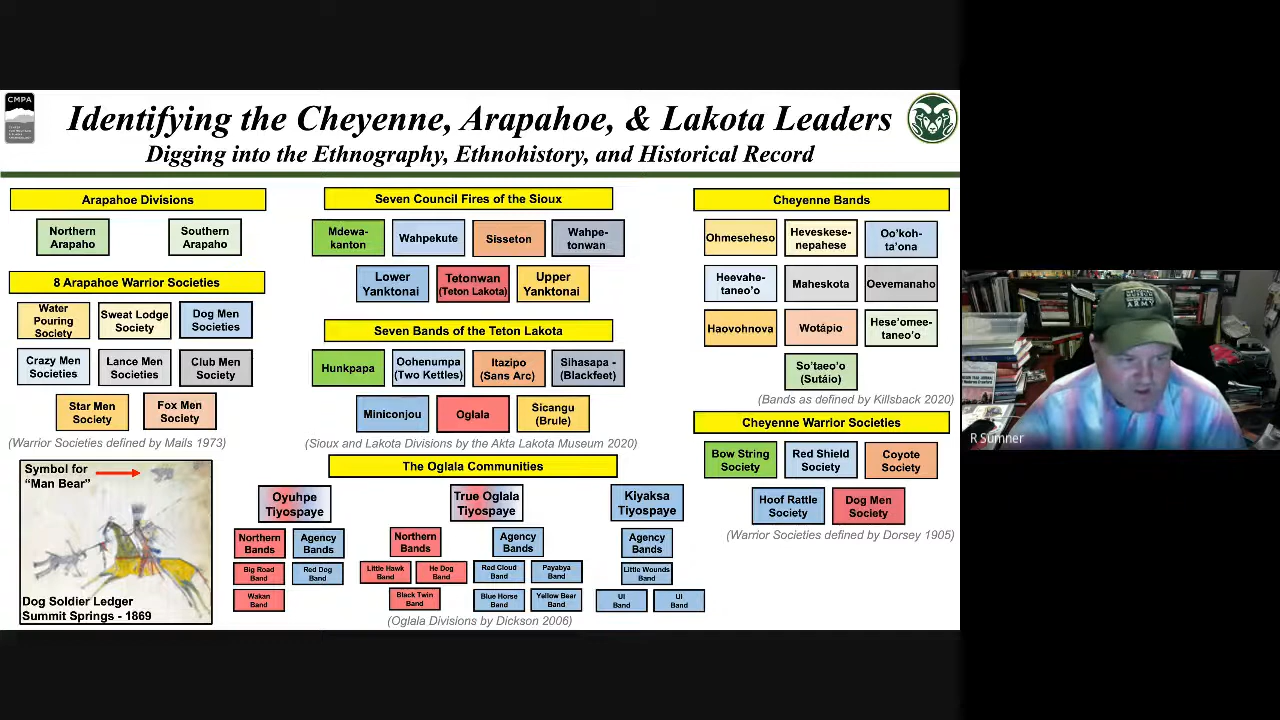 CMPA
Identifying the Cheyenne, Arapahoe, & Lakota Leaders
Digging into the Ethnography, Ethnohistory, and Historical Record
Arapahoe Divisions
Northern
Arapaho
Southern
Arapaho
8 Arapahoe Warrior Societies
Water
Pouring
Society
Sweat Lodge
Society
Dog Men
Societies
Crazy Men
Societies
Lance Men
Societies
Club Men
Society
Star Men
Society
Fox Men
Society
(Warrior Societies defined by Mails 1973)
Symbol for
“Man Bear”
Dog Soldier Ledger
Summit Springs - 1869
Seven Council Fires of the Sioux
Mdewa-
kanton
Wahpekute
Sisseton
Wahpe-
tonwan
Lower
Yanktonai
Tetonwan
(Teton Lakota)
Upper
Yanktonai
Seven Bands of the Teton Lakota
Hunkpapa
Oohenumpa
(Two Kettles)
Itazipo
(Sans Arc)
Sihasapa -
(Blackfeet)
Miniconjou
Oglala
Sicangu
(Brule)
(Sioux and Lakota Divisions by the Akta Lakota Museum 2020)
The Oglala Communities
Oyuhpe
Tiyospaye
True Oglala
Tiyospaye
Kiyaksa
Tiyospaye
Northern
Bands
Agency
Bands
Northern
Bands
Agency
Bands
Agency
Bands
Big Road
Band
Red Dog
Band
Little Hawk
Band
He Dog
Band
Red Cloud
Band
Payabya
Band
Little Wounds
Band
Wakan
Band
Black Twin
Band
Blue Horse
Band
Yellow Bear
Band
UI
Band
UI
Band
(Oglala Divisions by Dickson 2006)
Cheyenne Bands
Ohmeseheso
Heveskese-
nepahese
Oo'koh-
ta'ona
Heevahe-
taneo'o
Maheskota
Oevemanaho
Haovohnova
Wotápio
Hese'omee-
taneo'o
So'taeo'o
(Sutáio)
(Bands as defined by Killsback 2020)
Cheyenne Warrior Societies
Bow String
Society
Red Shield
Society
Coyote
Society
Hoof Rattle
Society
Dog Men
Society
(Warrior Societies defined by Dorsey 1905)
ARMY
R Sumner